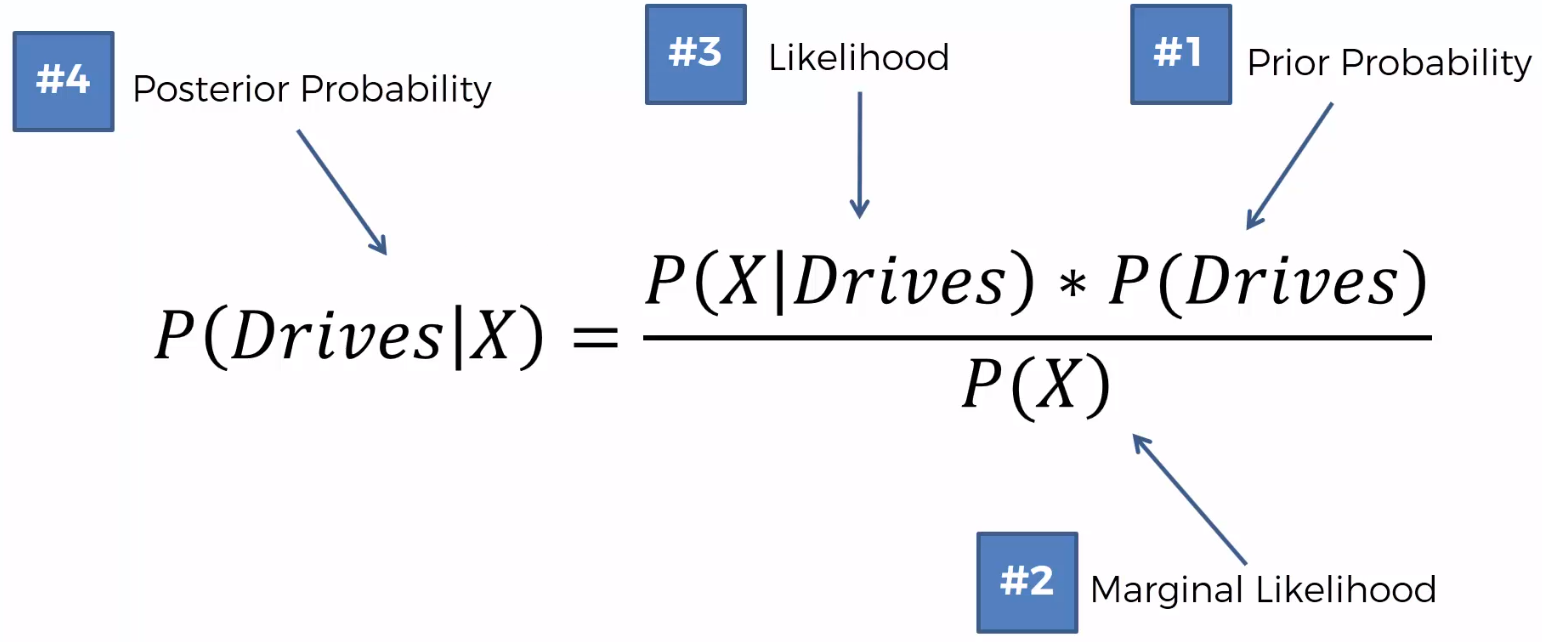 #4 Posterior Probability
#3 Likelihood
#1 Prior Probability
P(Drives|X) = P(X|Drives) * P(Drives)
P(X)
#2 Marginal Likelihood